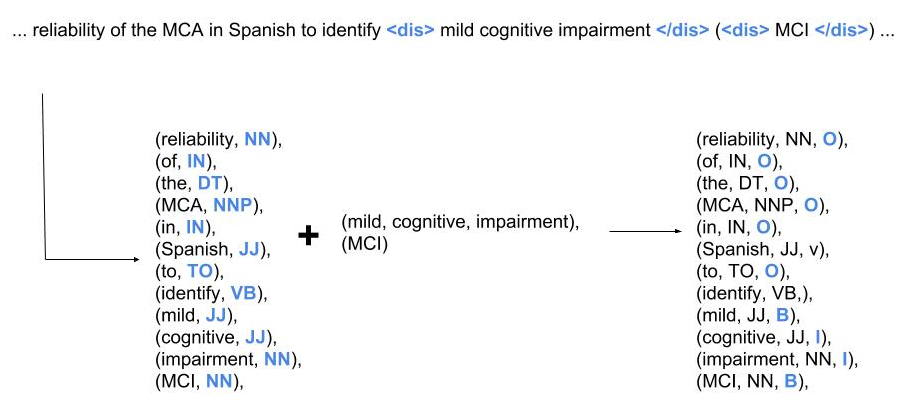 ... reliability of the MCA in Spanish to identify <dis> mild cognitive impairment </dis> (<dis> MCI </dis>) ...
(reliability, NN),
(of, IN),
(the, DT),
(MCA, NNP),
(in, IN),
(Spanish, JJ),
(to, TO),
(identify, VB),
(mild, JJ),
(cognitive, JJ),
(impairment, NN),
(MCI, NN),
+
(mild, cognitive, impairment),
(MCI)
(reliability, NN, O),
(of, IN, O),
(the, DT, O),
(MCA, NNP, O),
(in, IN, O),
(Spanish, JJ, v),
(to, TO, O),
(identify, VB,),
(mild, JJ, B),
(cognitive, JJ, I),
(impairment, NN, I),
(MCI, NN, B),